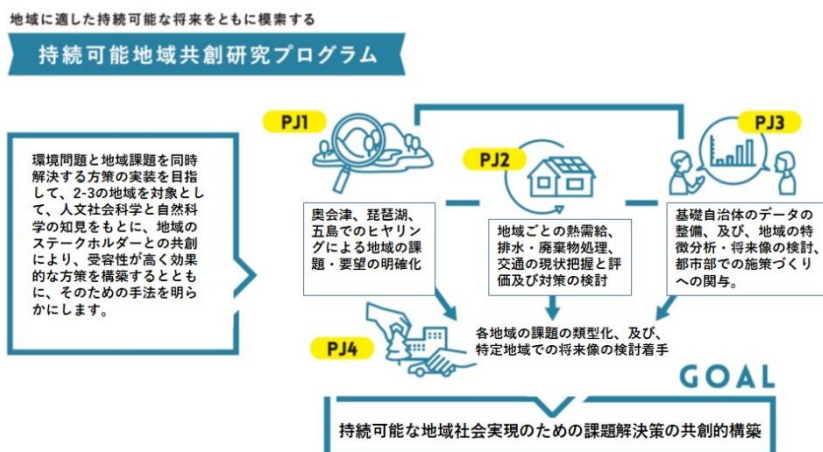 地域に適した持続可能な将来をともに模索する
持続可能地域共創研究プログラム
環境問題と地域課題を同時
解決する方策の実装を目指
して、2-3の地域を対象とし
て、人文社会科学と自然科
学の知見をもとに、地域の
ステークホルダーとの共創
により、受容性が高く効果
的な方策を構築するととも
に、そのための手法を明ら
かにします。
PJ1
奥会津、琵琶湖、
五島でのヒヤリン
グによる地域の課
題・要望の明確化
PJ2
地域ごとの熱需給、
排水・廃棄物処理、
交通の現状把握と評
価及び対策の検討
PJ3
基礎自治体のデータの
整備、及び、地域の特
徴分析・将来像の検討、
都市部での施策づくり
への関与。
PJ4
各地域の課題の類型化、及び、
特定地域での将来像の検討着手
GOAL
持続可能な地域社会実現のための課題解決策の共創的構築